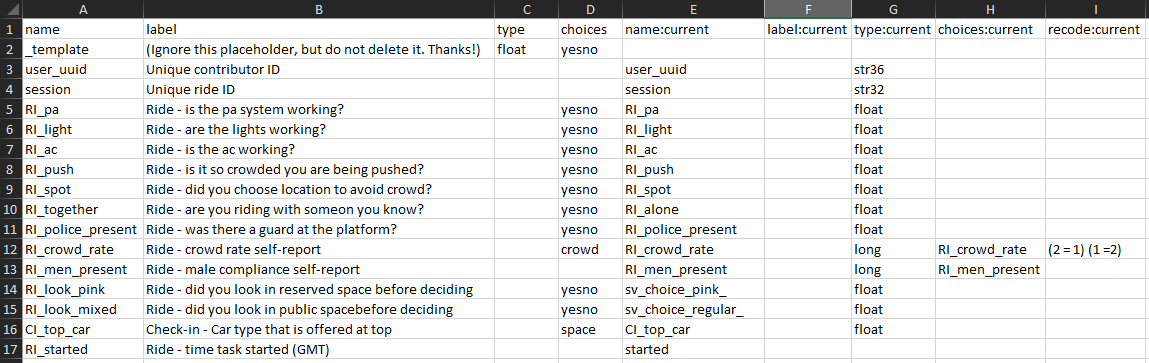 A B C D E F G H I
1 name label type choices name:current label:current type:current choices:current recode:current
2 _template (Ignore this placeholder, but do not delete it. Thanks!) float yesno
3 user_uuid Unique contributor ID user_uuid str36
4 session Unique ride ID session str32
5 RI_pa Ride - is the pa system working? yesno RI_pa float
6 RI_light Ride - are the lights working? yesno RI_light float
7 RI_ac Ride - is the ac working? yesno RI_ac float
8 RI_push Ride - is it so crowded you are being pushed? yesno RI_push float
9 RI_spot Ride - did you choose location to avoid crowd? yesno RI_spot float
10 RI_together Ride - are you riding with someon you know? yesno RI_alone float
11 RI_police_present Ride - was there a guard at the platform? yesno RI_police_present float
12 RI_crowd_rate Ride - crowd rate self-report crowd RI_crowd_rate long RI_crowd_rate (2 = 1) (1 =2)
13 RI_men_present Ride - male compliance self-report RI_men_present long RI_men_present
14 RI_look_pink Ride - did you look in reserved space before deciding yesno sv_choice_pink_ float
15 RI_look_mixed Ride - did you look in public spacebefore deciding yesno sv_choice_regular_ float
16 CI_top_car Check-in - Car type that is offered at top space CI_top_car float
17 RI_started Ride - time task started (GMT) started